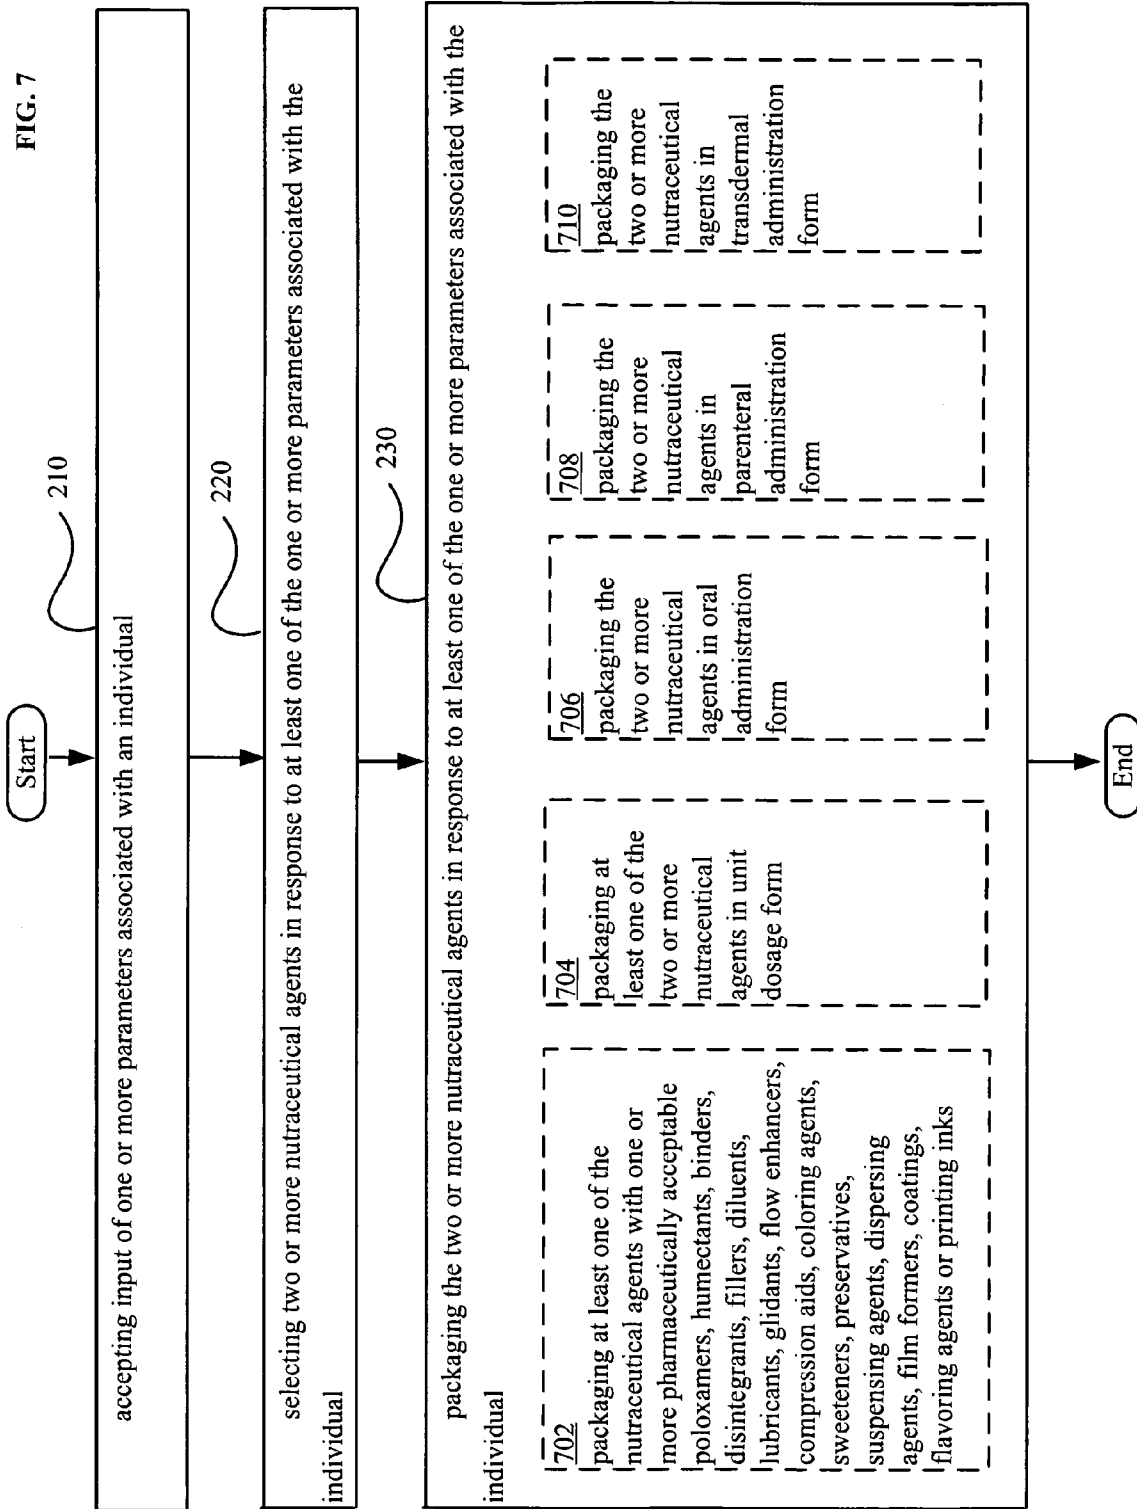 FIG. 7
Start
210
accepting input of one or more parameters associated with an individual
220
selecting two or more nutraceutical agents in response to at least one of the one or more parameters associated with the
individual
230
packaging the two or more nutraceutical agents in response to at least one of the one or more parameters associated with the
individual
702
packaging at least one of the
nutraceutical agents with one or
more pharmaceutically acceptable
poloxamers, humectants, binders,
disintegrants, fillers, diluents,
lubricants, glidants, flow enhancers,
compression aids, coloring agents,
sweeteners, preservatives,
suspensing agents, dispersing
agents, film formers, coatings,
flavoring agents or printing inks
704
packaging at
least one of the
two or more
nutraceutical
agents in unit
dosage form
706
packaging the
two or more
nutraceutical
agents in oral
administration
form
708
packaging the
two or more
nutraceutical
agents in
parenteral
administration
form
710
packaging the
two or more
nutraceutical
agents in
transdermal
administration
form
End